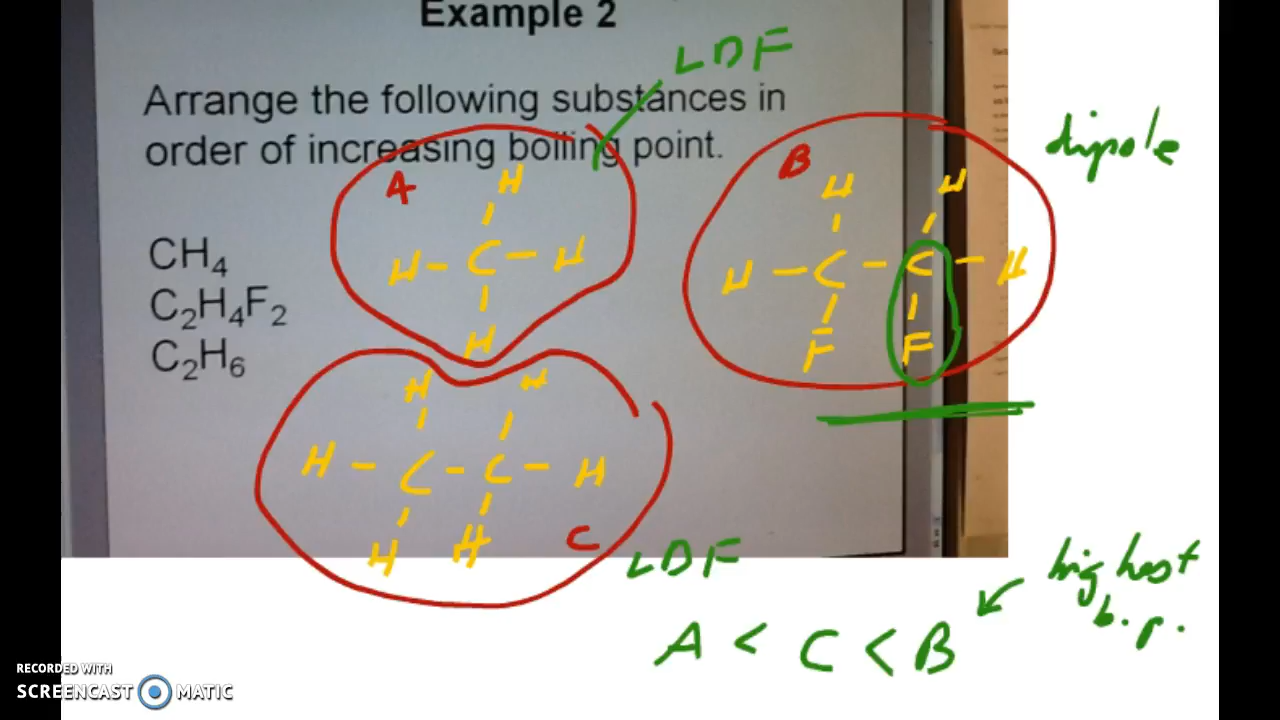 Example 2
LDF
Arrange the following substances in
order of increasing boiling point.
dipole
A
H
H - C - H
H
B
H H
H - C - C - H
F F
CH₄
C₂H₄F₂
C₂H₆
H H
H - C - C - H
H H
C
LDF
highest
b.p.
A < C < B
RECORDED WITH
SCREENCAST MATIC